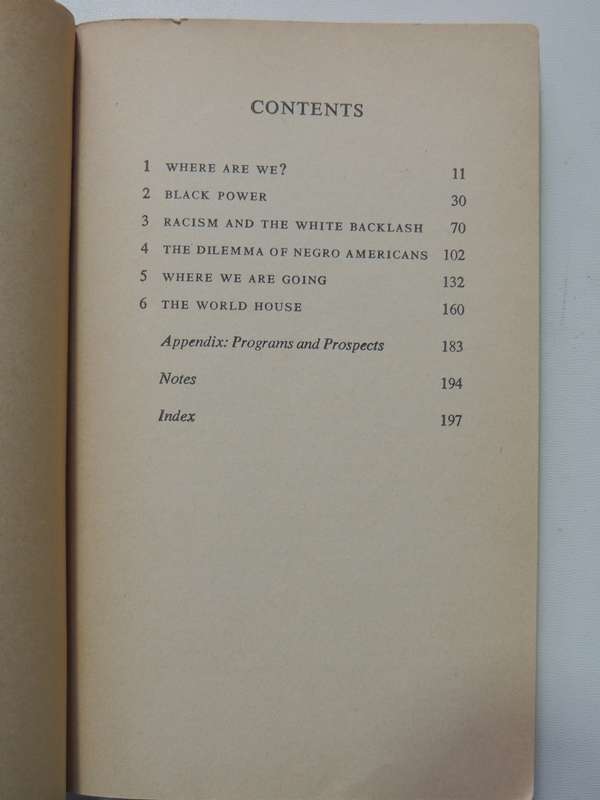 CONTENTS
1 WHERE ARE WE? 11
2 BLACK POWER 30
3 RACISM AND THE WHITE BACKLASH 70
4 THE DILEMMA OF NEGRO AMERICANS 102
5 WHERE WE ARE GOING 132
6 THE WORLD HOUSE 160
Appendix: Programs and Prospects 183
Notes 194
Index 197